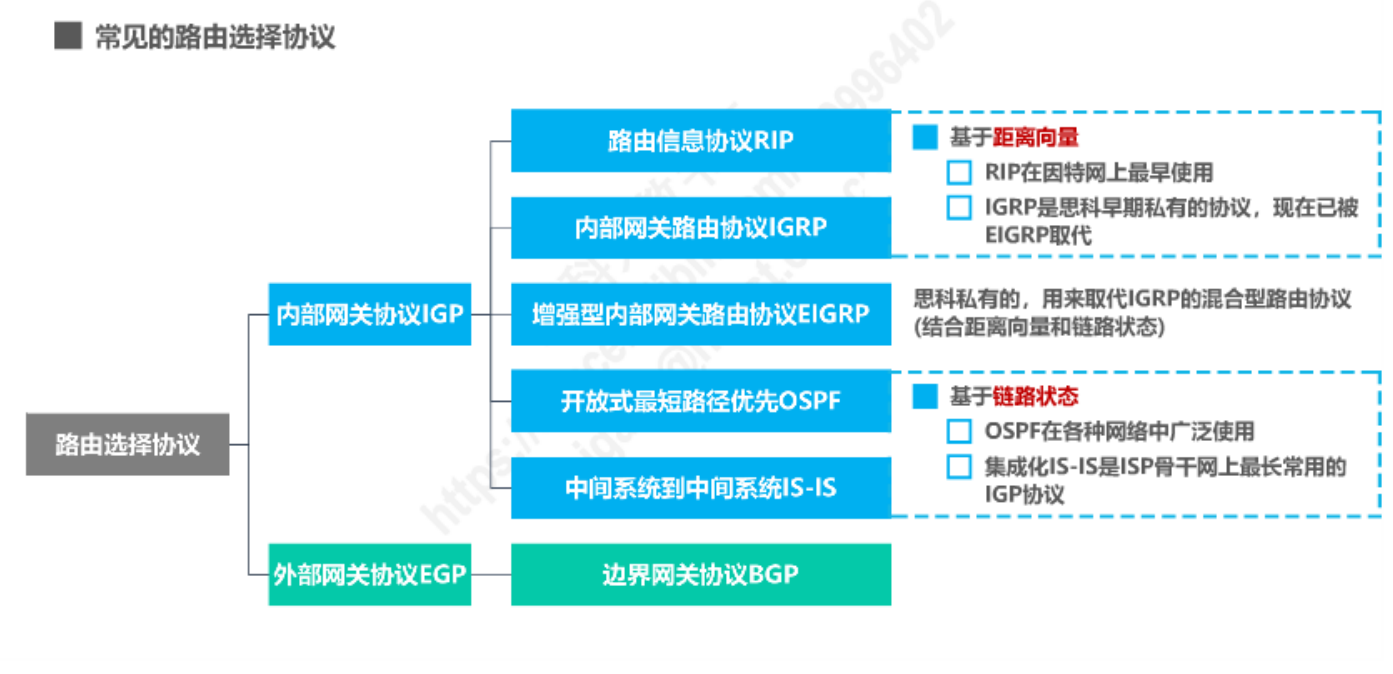 常见的路由选择协议
路由信息协议RIP
基于距离向量
RIP在因特网上最早使用
IGRP是思科早期私有的协议，现在已被
EIGRP取代
内部网关路由协议IGRP
内部网关协议IGP
增强型内部网关路由协议EIGRP
思科私有的，用来取代IGRP的混合型路由协议
(结合距离向量和链路状态)
开放式最短路径优先OSPF
基于链路状态
OSPF在各种网络中广泛使用
集成化IS-IS是ISP骨干网上最长常用的
IGP协议
路由选择协议
中间系统到中间系统IS-IS
外部网关协议EGP
边界网关协议BGP